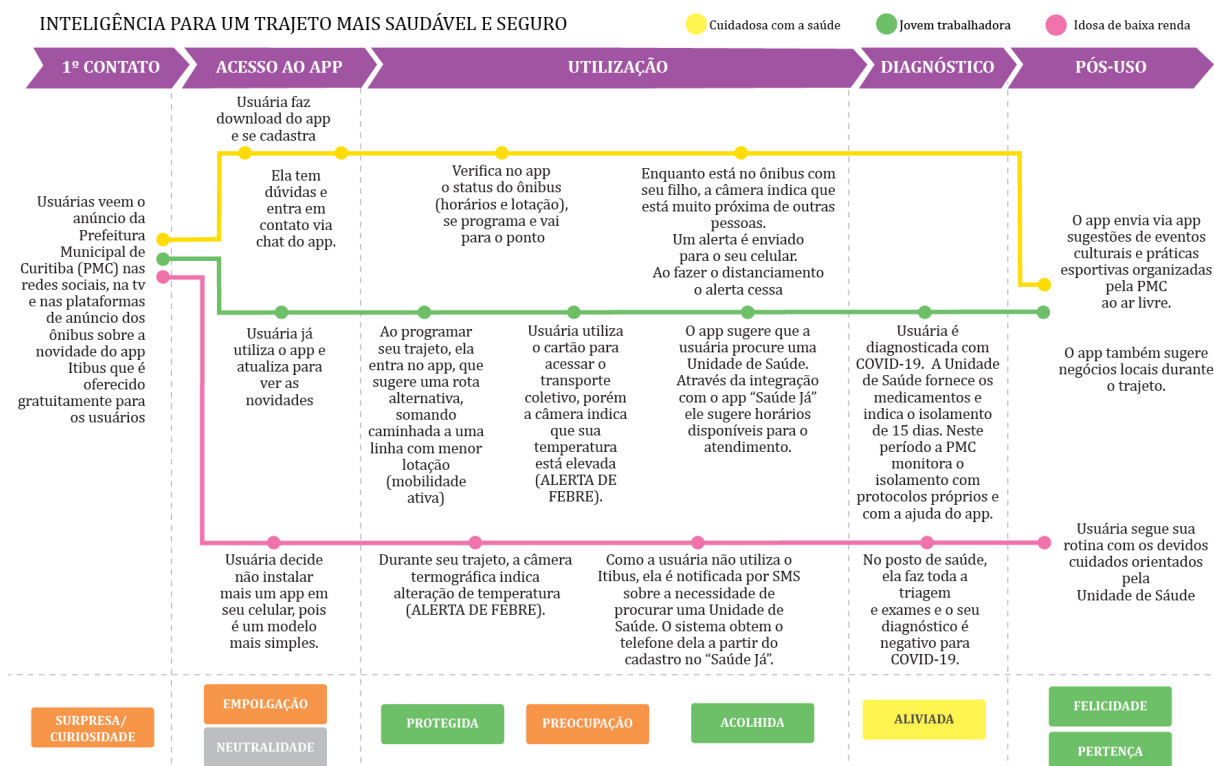 INTELIGÊNCIA PARA UM TRAJETO MAIS SAUDÁVEL E SEGURO
Cuidadosa com a saúde
Jovem trabalhadora
Idosa de baixa renda
1º CONTATO
ACESSO AO APP
UTILIZAÇÃO
DIAGNÓSTICO
PÓS-USO
Usuárias veem o
anúncio da
Prefeitura
Municipal de
Curitiba (PMC) nas
redes sociais, na tv
e nas plataformas
de anúncio dos
ônibus sobre a
novidade do app
Itibus que é
oferecido
gratuitamente para
os usuários
Usuária faz
download do app
e se cadastra
Ela tem
dúvidas e
entra em
contato via
chat do app.
Verifica no app
o status do ônibus
(horários e lotação),
se programa e vai
para o ponto
Enquanto está no ônibus com
seu filho, a câmera indica que
está muito próxima de outras
pessoas.
Um alerta é enviado
para o seu celular.
Ao fazer o distanciamento
o alerta cessa
O app envia via app
sugestões de eventos
culturais e práticas
esportivas organizadas
pela PMC
ao ar livre.
O app também sugere
negócios locais durante
o trajeto.
Usuária já
utiliza o app e
atualiza para
ver as
novidades
Ao programar
seu trajeto, ela
entra no app, que
sugere uma rota
alternativa,
somando
caminhada a uma
linha com menor
lotação
(mobilidade
ativa)
Usuária utiliza
o cartão para
acessar o
transporte
coletivo, porém
a câmera indica
que sua
temperatura
está elevada
(ALERTA DE
FEBRE).
O app sugere que a
usuária procure uma
Unidade de Saúde.
Através da integração
com o app “Saúde Já”
ele sugere horários
disponíveis para o
atendimento.
Usuária é
diagnosticada com
COVID-19. A Unidade
de Saúde fornece os
medicamentos e
indica o isolamento
de 15 dias. Neste
período a PMC
monitora o
isolamento com
protocolos próprios e
com a ajuda do app.
Usuária decide
não instalar
mais um app em
seu celular, pois
é um modelo
mais simples.
Durante seu trajeto, a câmera
termográfica indica
alteração de temperatura
(ALERTA DE FEBRE).
Como a usuária não utiliza o
Itibus, ela é notificada por SMS
sobre a necessidade de
procurar uma Unidade de
Saúde. O sistema obtem o
telefone dela a partir do
cadastro no “Saúde Já”.
No posto de saúde,
ela faz toda a
triagem
e exames e o seu
diagnóstico é
negativo para
COVID-19.
Usuária segue sua
rotina com os devidos
cuidados orientados
pela
Unidade de Sáude
SURPRESA/
CURIOSIDADE
EMPOLGAÇÃO
NEUTRALIDADE
PROTEGIDA
PREOCUPAÇÃO
ACOLHIDA
ALIVIADA
FELICIDADE
PERTENÇA